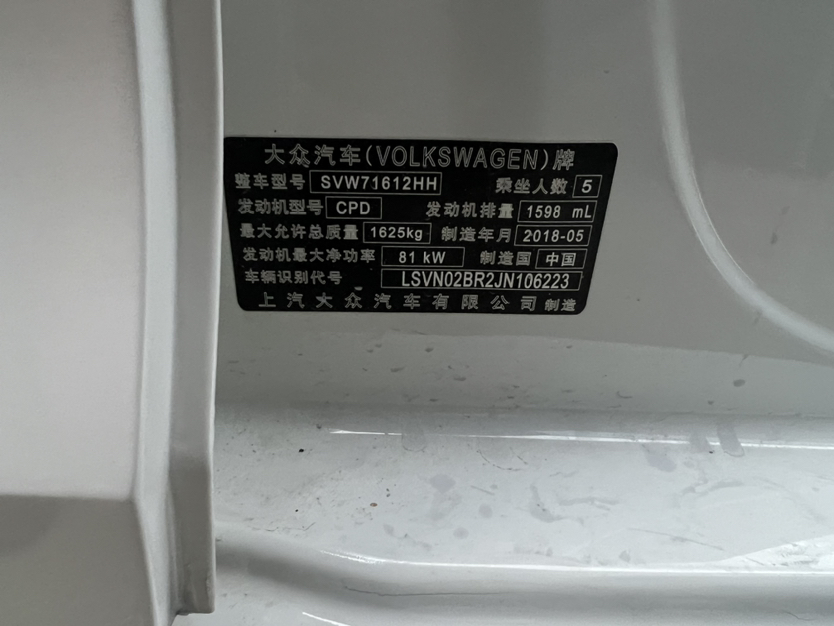 大众汽车(VOLKSWAGEN)牌
整车型号 SVW71612HH 乘坐人数 5
发动机型号 CPD 发动机排量 1598 mL
最大允许总质量 1625kg 制造年月 2018-05
发动机最大净功率 81 kW 制造国 中国
车辆识别代号 LSVN02BR2JN106223
上汽大众汽车有限公司 制造